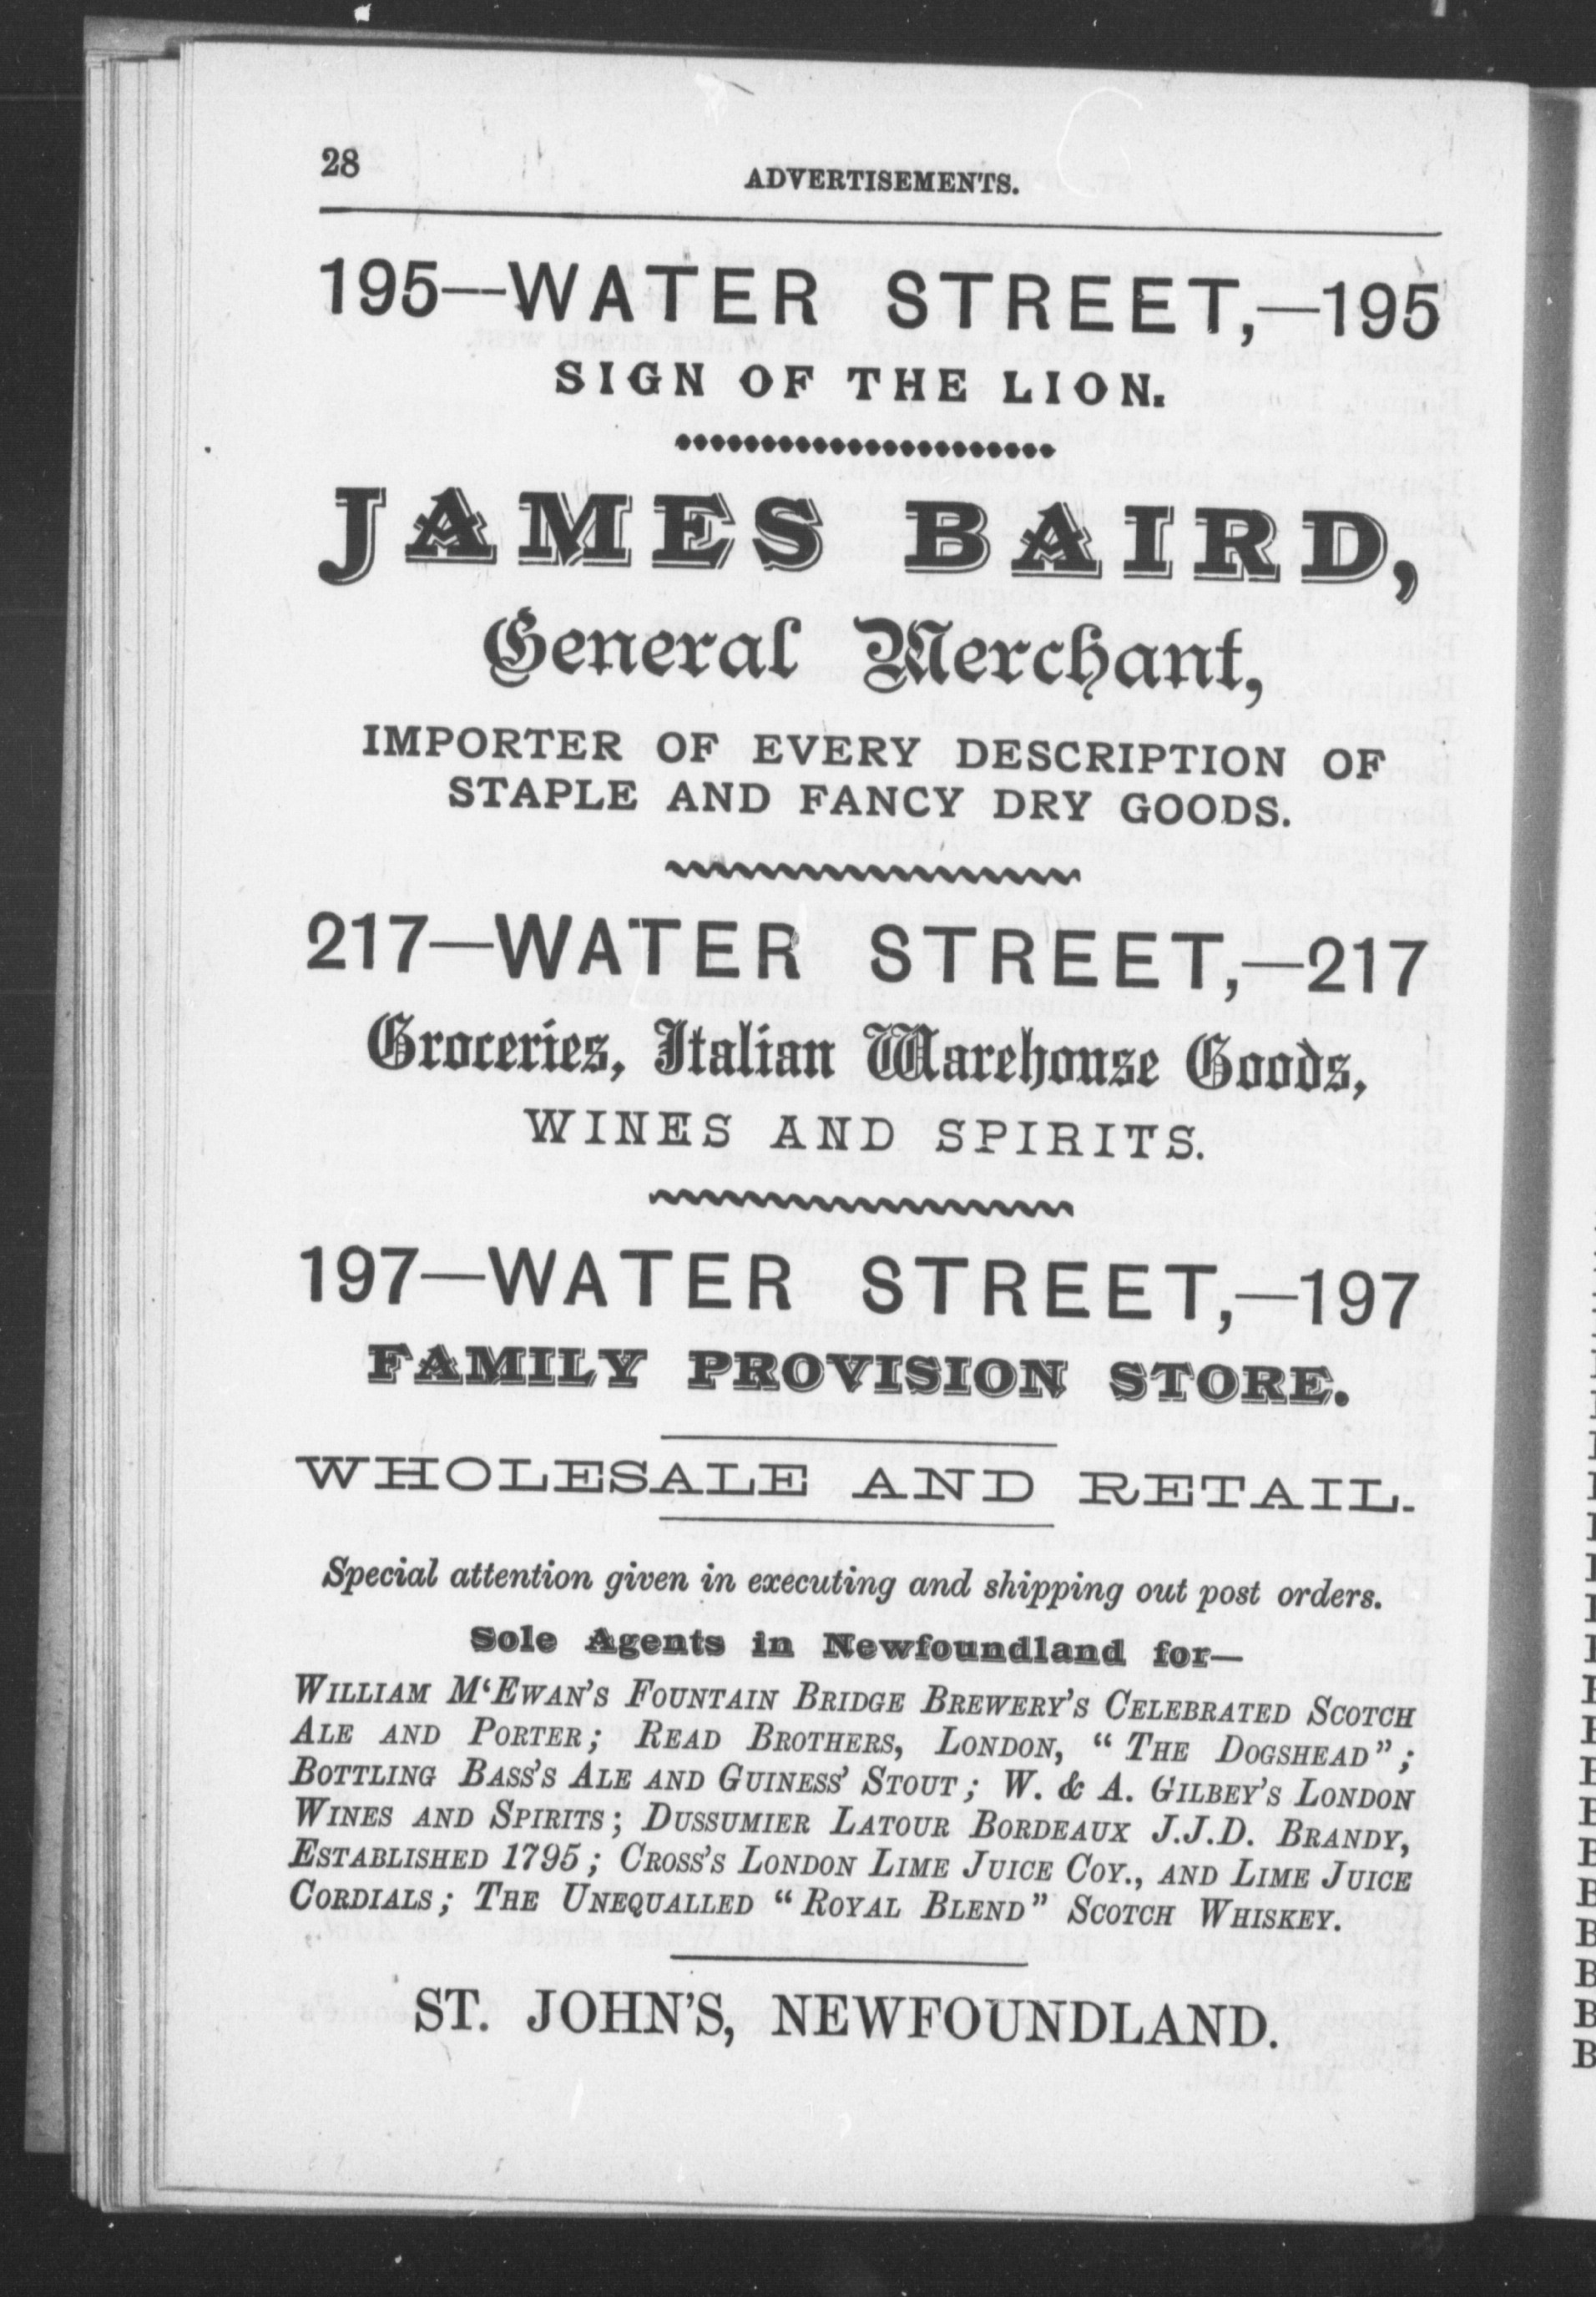 28
ADVERTISEMENTS.
195—WATER STREET,—195
SIGN OF THE LION.
JAMES BAIRD,
General Merchant,
IMPORTER OF EVERY DESCRIPTION OF
STAPLE AND FANCY DRY GOODS.
217—WATER STREET,—217
Groceries, Italian Warehouse Goods,
WINES AND SPIRITS.
197—WATER STREET,—197
FAMILY PROVISION STORE.
WHOLESALE AND RETAIL.
Special attention given in executing and shipping out post orders.
Sole Agents in Newfoundland for—
WILLIAM M‘EWAN'S FOUNTAIN BRIDGE BREWERY'S CELEBRATED SCOTCH
ALE AND PORTER; READ BROTHERS, LONDON, “THE DOGSHEAD”;
BOTTLING BASS'S ALE AND GUINESS' STOUT; W. & A. GILBEY'S LONDON
WINES AND SPIRITS; DUSSUMIER LATOUR BORDEAUX J.J.D. BRANDY,
ESTABLISHED 1795; CROSS'S LONDON LIME JUICE COY., AND LIME JUICE
CORDIALS; THE UNEQUALLED “ROYAL BLEND” SCOTCH WHISKEY.
ST. JOHN'S, NEWFOUNDLAND.